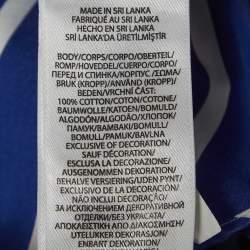 MADE IN SRI LANKA
FABRIQUÉ AU SRI LANKA
HECHO EN SRI LANKA
SRI LANKA'DA ÜRETİLMİŞTİR
BODY/CORPS/CORPO/OBERTEIL/
ROMP/HOVEDDEL/CUERPO/CORPO/
ПЕРЕД И СПИНКА/КОРПУС/ΣΩΜΑ/
BRUK (KROPP)/ANVÄND (KROPP)/
BEDEN/VRCHNÍ ČÁST:
100% COTTON/COTON/COTONE/
BAUMWOLLE/KATOEN/BOMULD/
ALGODÓN/ALGODÃO/ХЛОПОК/
ПАМУК/ΒΑΜΒΑΚΙ/BOMULL/
BOMULL/PAMUK/BAVLNA
EXCLUSIVE OF DECORATION/
SAUF DÉCORATION/
ESCLUSA LA DECORAZIONE/
AUSGENOMMEN DEKORATION/
BEHALVE VERSIERING/UDEN PYNT/
EXCLUSIVO DE LA DECORACIÓN/
NÃO INCLUI DECORAÇÃO/
ЗА ИСКЛЮЧЕНИЕМ ДЕКОРАТИВНОЙ
ОТДЕЛКИ/БЕЗ УКРАСА/
ΑΠΟΚΛΕΙΣΤΙΚΟ ΑΠΟ ΔΙΑΚΟΣΜΗΣΗ/
UTELUKKER DEKORASJON/
ENBART DEKORATION/